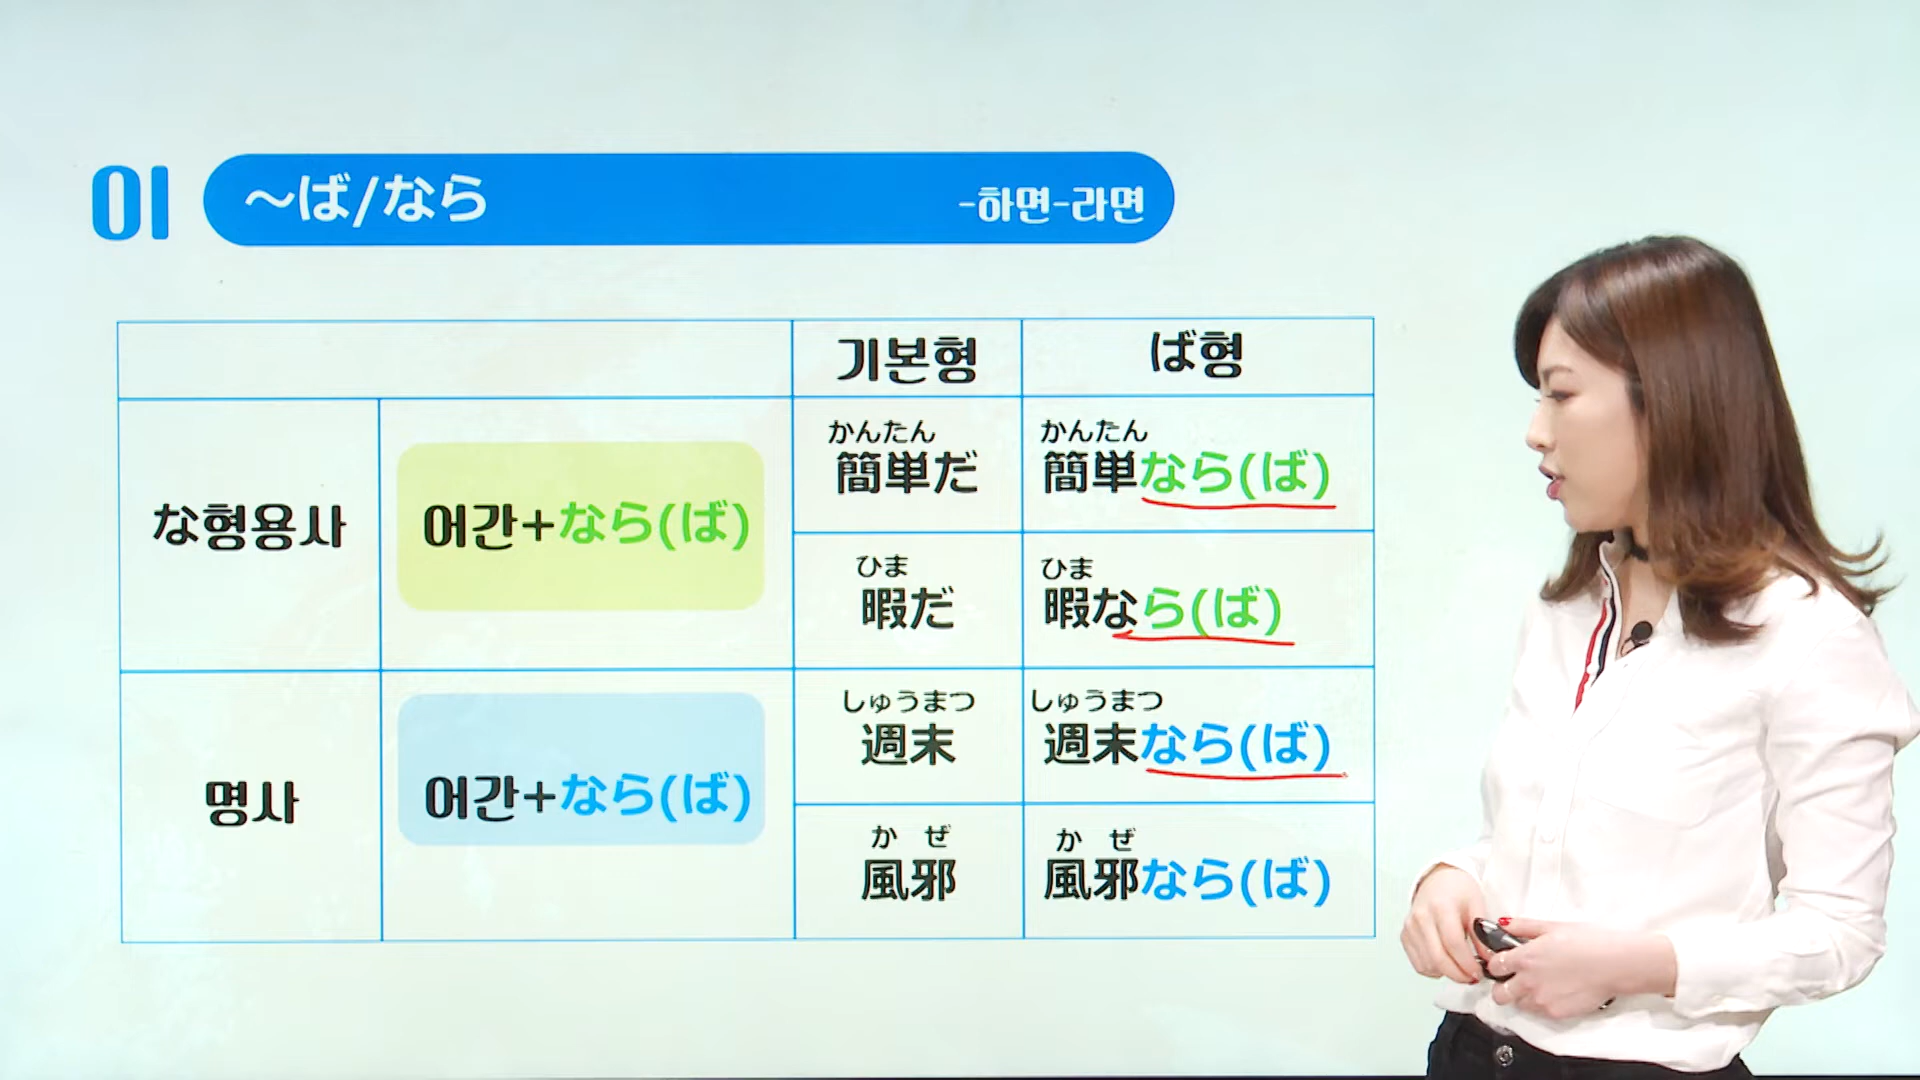 01
～ば/なら
-하면-라면
기본형
ば형
な형용사
어간+なら(ば)
かんたん
簡単だ
かんたん
簡単なら(ば)
ひま
暇だ
ひま
暇なら(ば)
명사
어간+なら(ば)
しゅうまつ
週末
しゅうまつ
週末なら(ば)
かぜ
風邪
かぜ
風邪なら(ば)